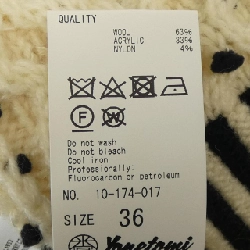 QUALITY
WOOL 63%
ACRYLIC 33%
NYLON 4%
F W
Do not wash
Do not bleach
Cool iron
Professionally.
Fluorocarbon or petroleum
NO. 10-174-017
SIZE 36